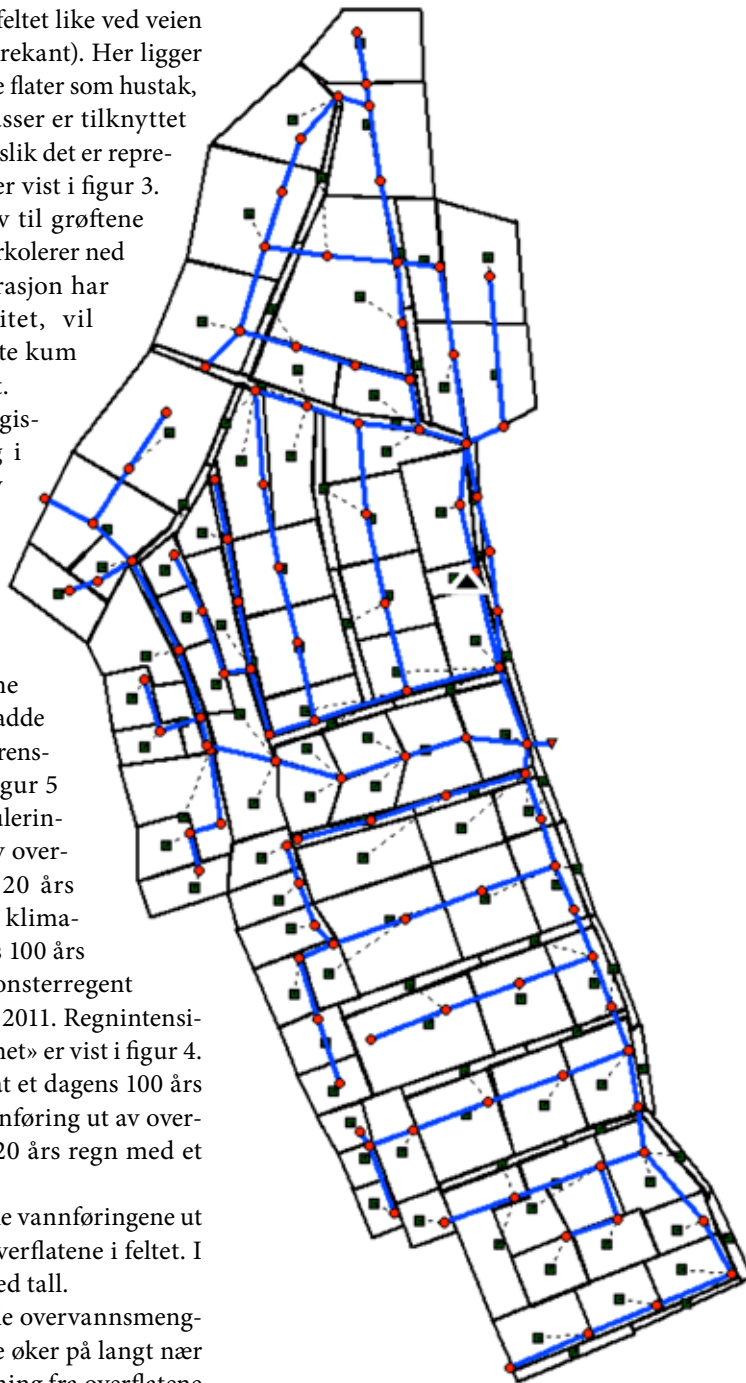 feltet like ved veien
rekant). Her ligger
e flater som hustak,
sser er tilknyttet
slik det er repre-
er vist i figur 3.
v til grøftene
rkolerer ned
rasjon har
itet, vil
te kum
t.
gis-
g i
v
ne
adde
rens-
gur 5
ulerin-
v over-
20 års
klima-
s 100 års
onsterregent
2011. Regnintensi-
net» er vist i figur 4.
at et dagens 100 års
nføring ut av over-
20 års regn med et
e vannføringene ut
verflatene i feltet. I
ed tall.
e overvannsmeng-
e øker på langt nær
ning fra overflatene